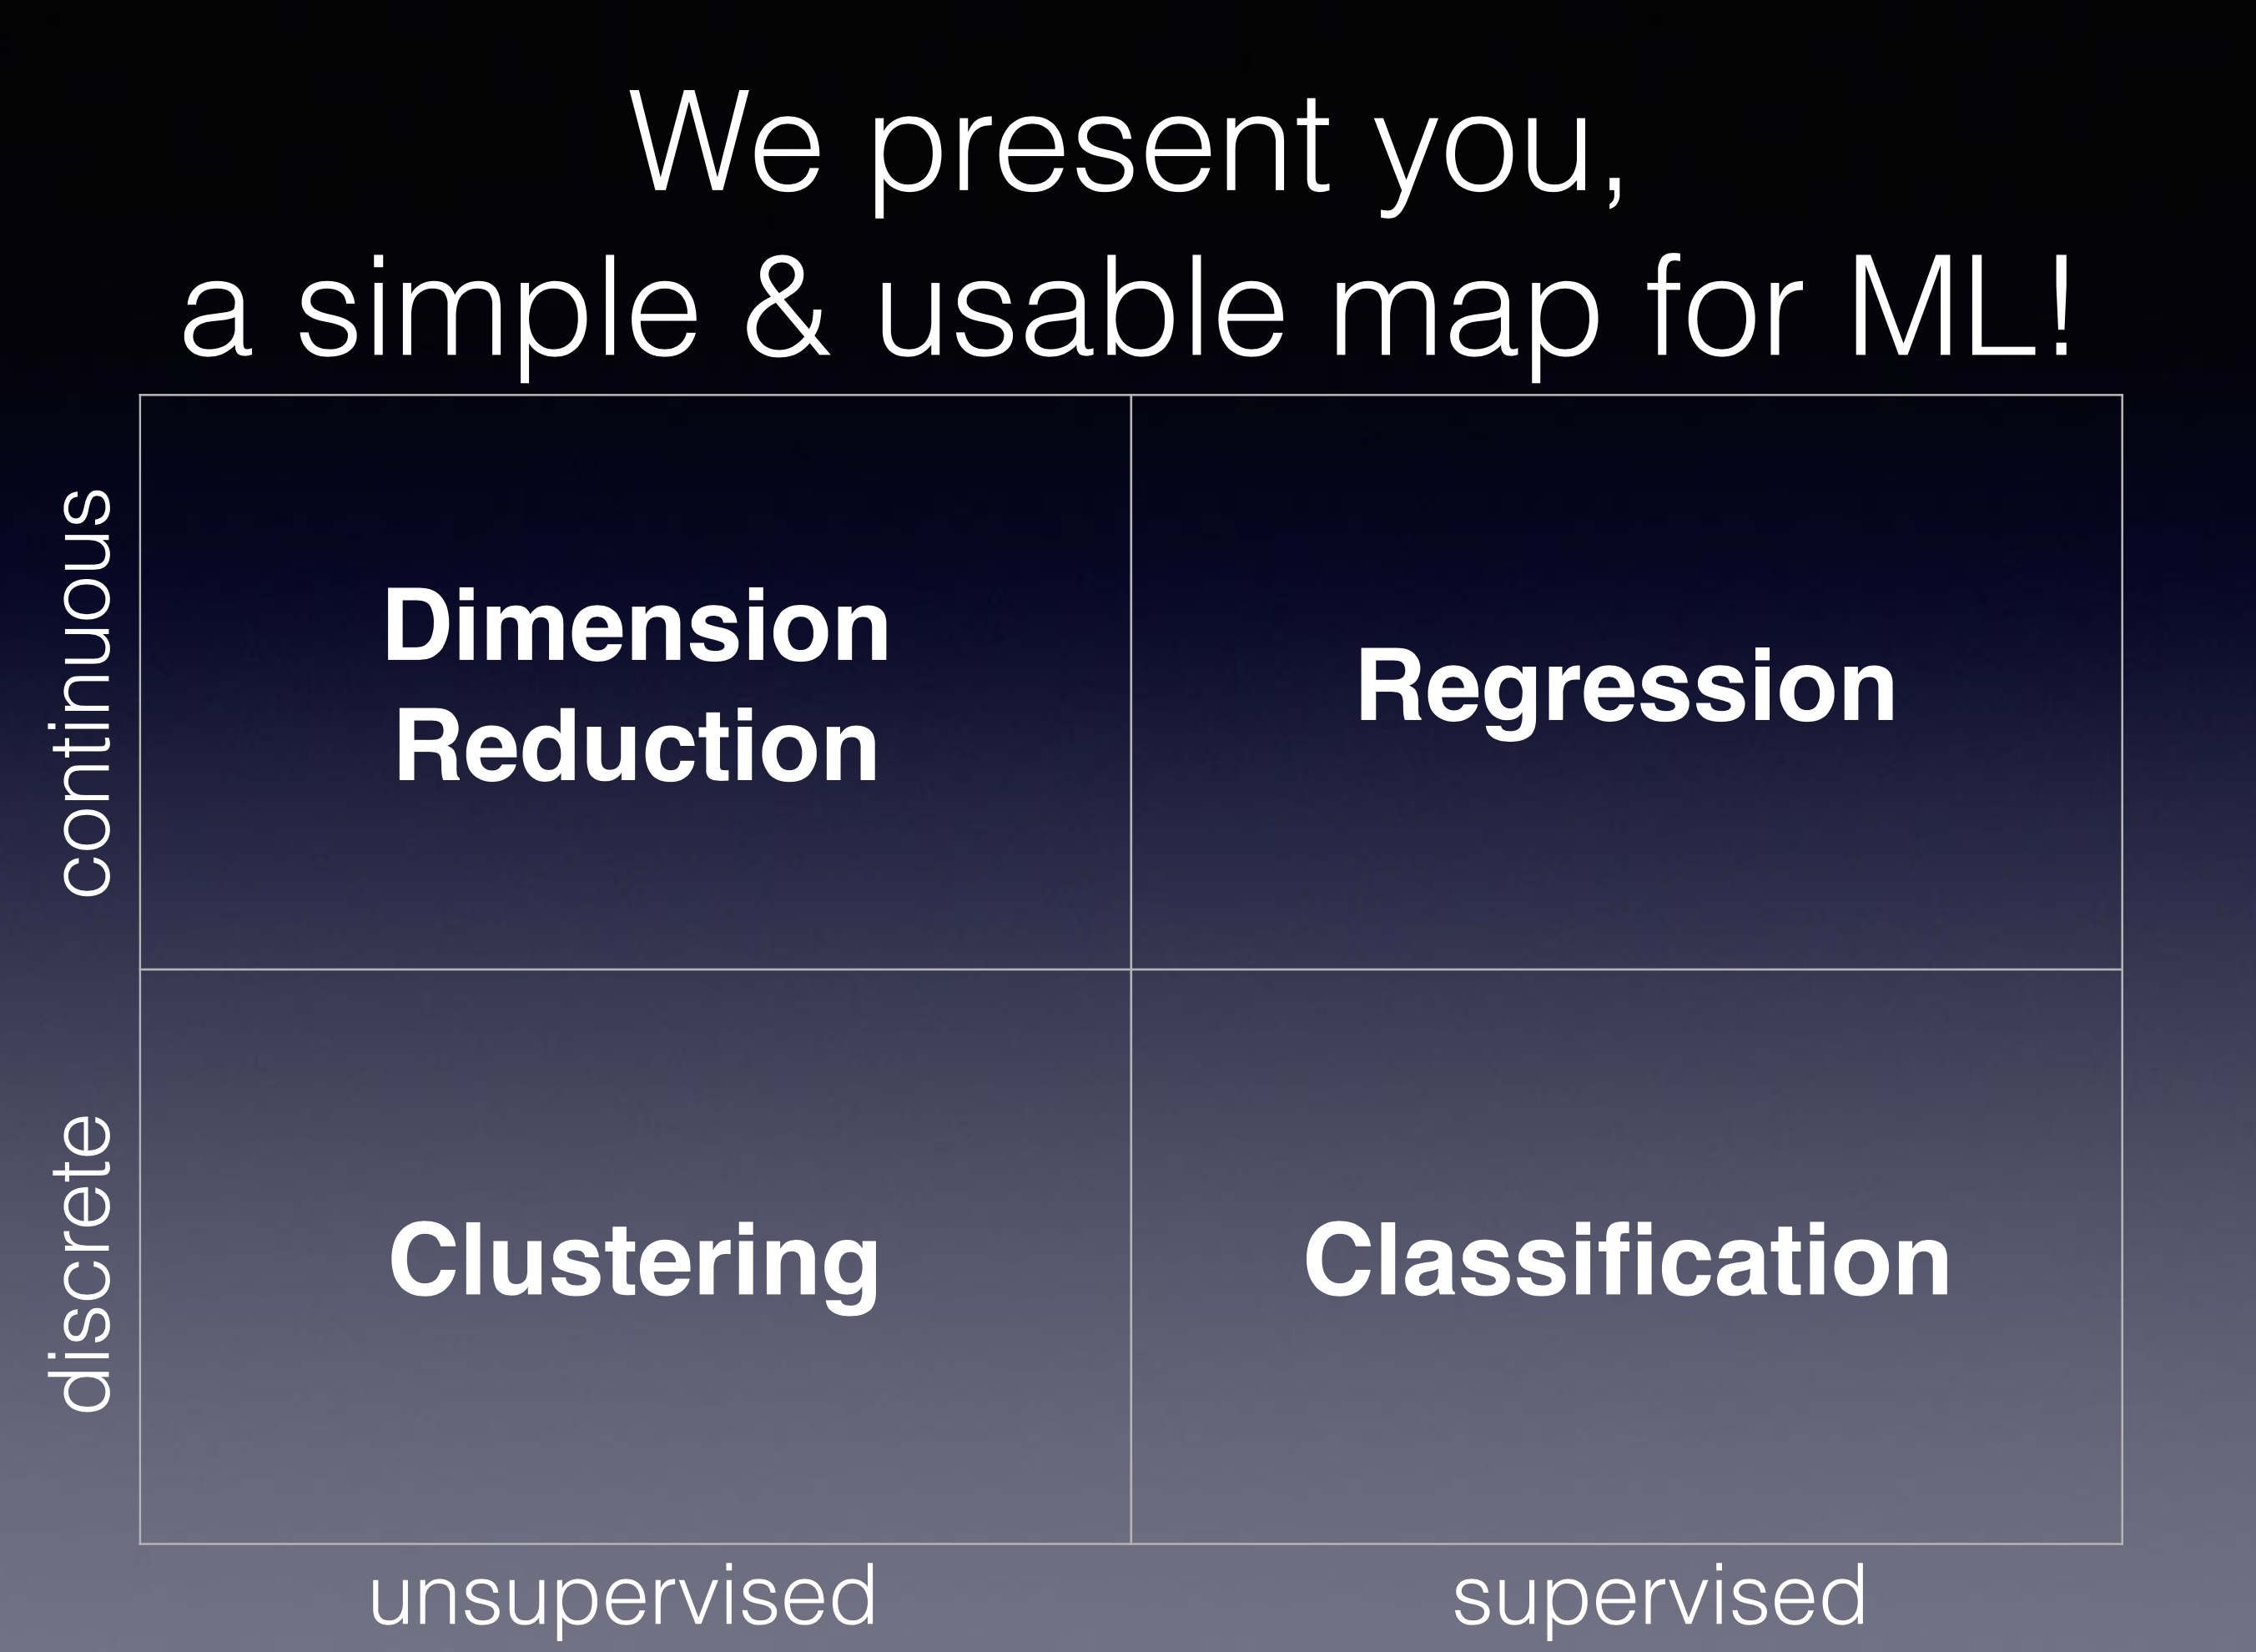 We present you,
a simple & usable map for ML!
continuous
Dimension
Reduction
Regression
discrete
Clustering
Classification
unsupervised
supervised